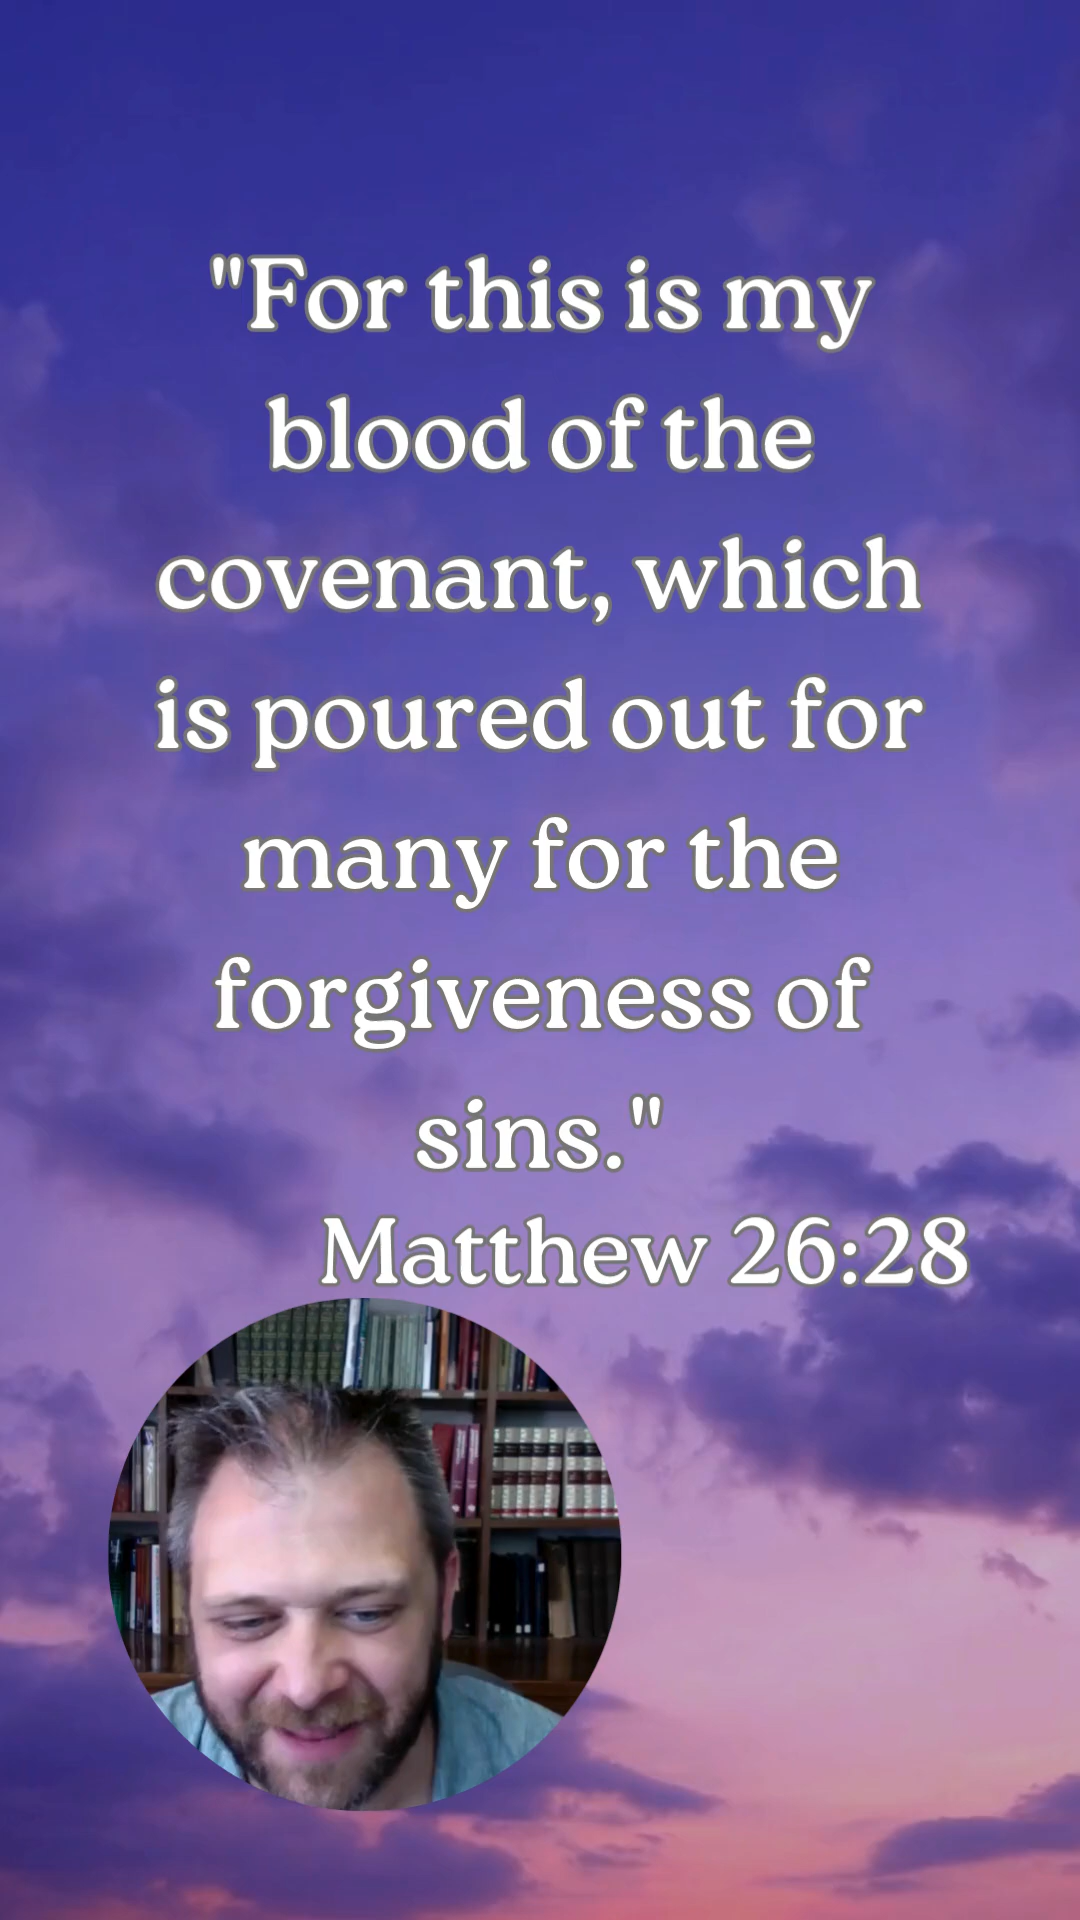 "For this is my
blood of the
covenant, which
is poured out for
many for the
forgiveness of
sins."
Matthew 26:28